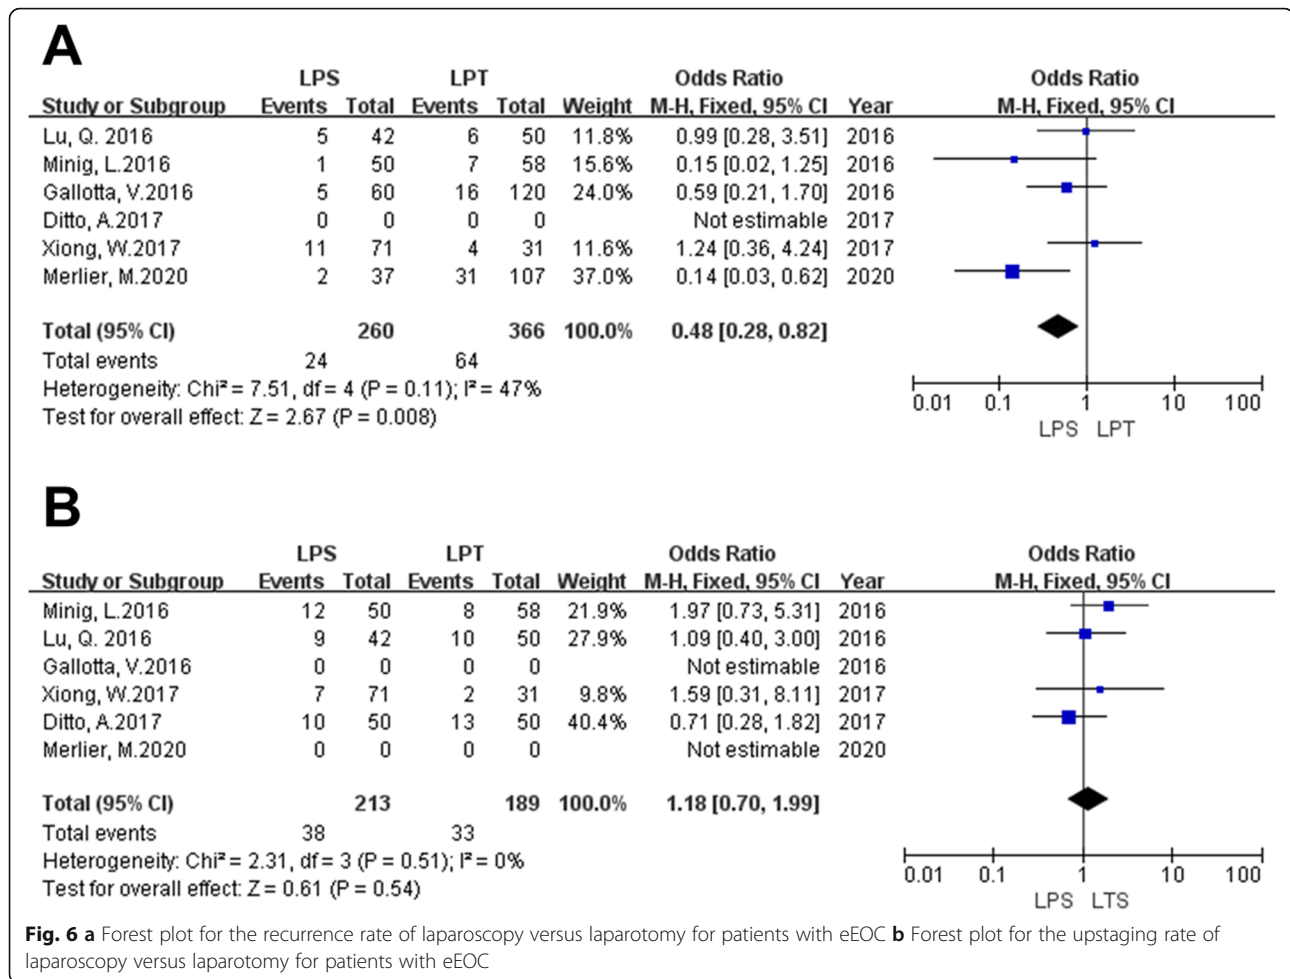 A
LPS LPT Odds Ratio Odds Ratio
Study or Subgroup Events Total Events Total Weight M-H, Fixed, 95% CI Year M-H, Fixed, 95% CI
Lu, Q. 2016 5 42 6 50 11.8% 0.99 [0.28, 3.51] 2016
Minig, L.2016 1 50 7 58 15.6% 0.15 [0.02, 1.25] 2016
Gallotta, V.2016 5 60 16 120 24.0% 0.59 [0.21, 1.70] 2016
Ditto, A.2017 0 0 0 0 Not estimable 2017
Xiong, W.2017 11 71 4 31 11.6% 1.24 [0.36, 4.24] 2017
Merlier, M.2020 2 37 31 107 37.0% 0.14 [0.03, 0.62] 2020
Total (95% CI) 260 366 100.0% 0.48 [0.28, 0.82]
Total events 24 64
Heterogeneity: Chi² = 7.51, df = 4 (P = 0.11); I² = 47%
Test for overall effect: Z = 2.67 (P = 0.008)
0.01 0.1 1 10 100
LPS LPT
B
LPS LPT Odds Ratio Odds Ratio
Study or Subgroup Events Total Events Total Weight M-H, Fixed, 95% CI Year M-H, Fixed, 95% CI
Minig, L.2016 12 50 8 58 21.9% 1.97 [0.73, 5.31] 2016
Lu, Q. 2016 9 42 10 50 27.9% 1.09 [0.40, 3.00] 2016
Gallotta, V.2016 0 0 0 0 Not estimable 2016
Xiong, W.2017 7 71 2 31 9.8% 1.59 [0.31, 8.11] 2017
Ditto, A.2017 10 50 13 50 40.4% 0.71 [0.28, 1.82] 2017
Merlier, M.2020 0 0 0 0 Not estimable 2020
Total (95% CI) 213 189 100.0% 1.18 [0.70, 1.99]
Total events 38 33
Heterogeneity: Chi² = 2.31, df = 3 (P = 0.51); I² = 0%
Test for overall effect: Z = 0.61 (P = 0.54)
0.01 0.1 1 10 100
LPS LTS
Fig. 6 a Forest plot for the recurrence rate of laparoscopy versus laparotomy for patients with eEOC b Forest plot for the upstaging rate of
laparoscopy versus laparotomy for patients with eEOC